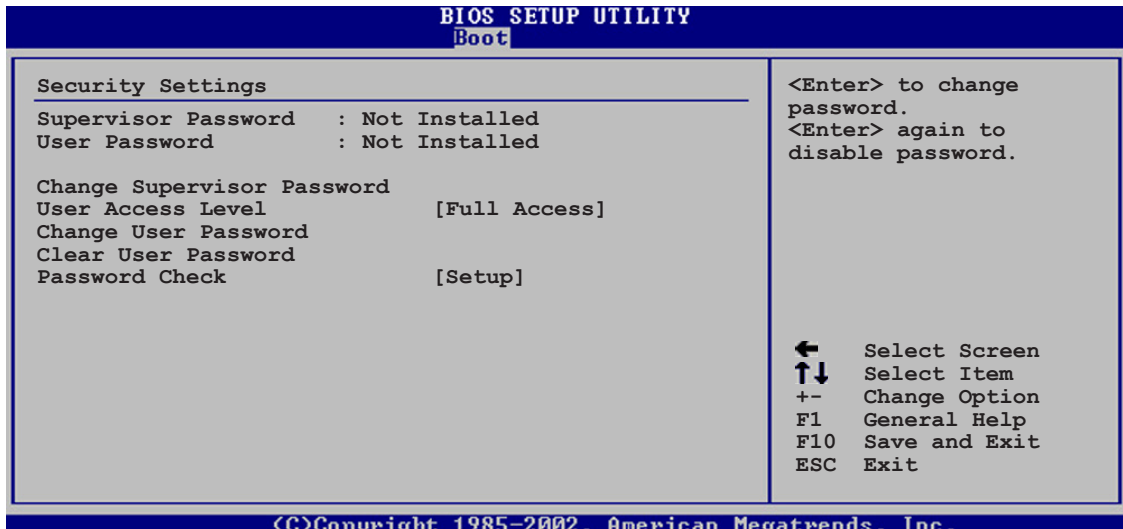 BIOS SETUP UTILITY
Boot
Security Settings
Supervisor Password : Not Installed
User Password : Not Installed
Change Supervisor Password
User Access Level [Full Access]
Change User Password
Clear User Password
Password Check [Setup]
<Enter> to change
password.
<Enter> again to
disable password.
← Select Screen
↑↓ Select Item
+- Change Option
F1 General Help
F10 Save and Exit
ESC Exit
(C)Copyright 1985-2002, American Megatrends, Inc.